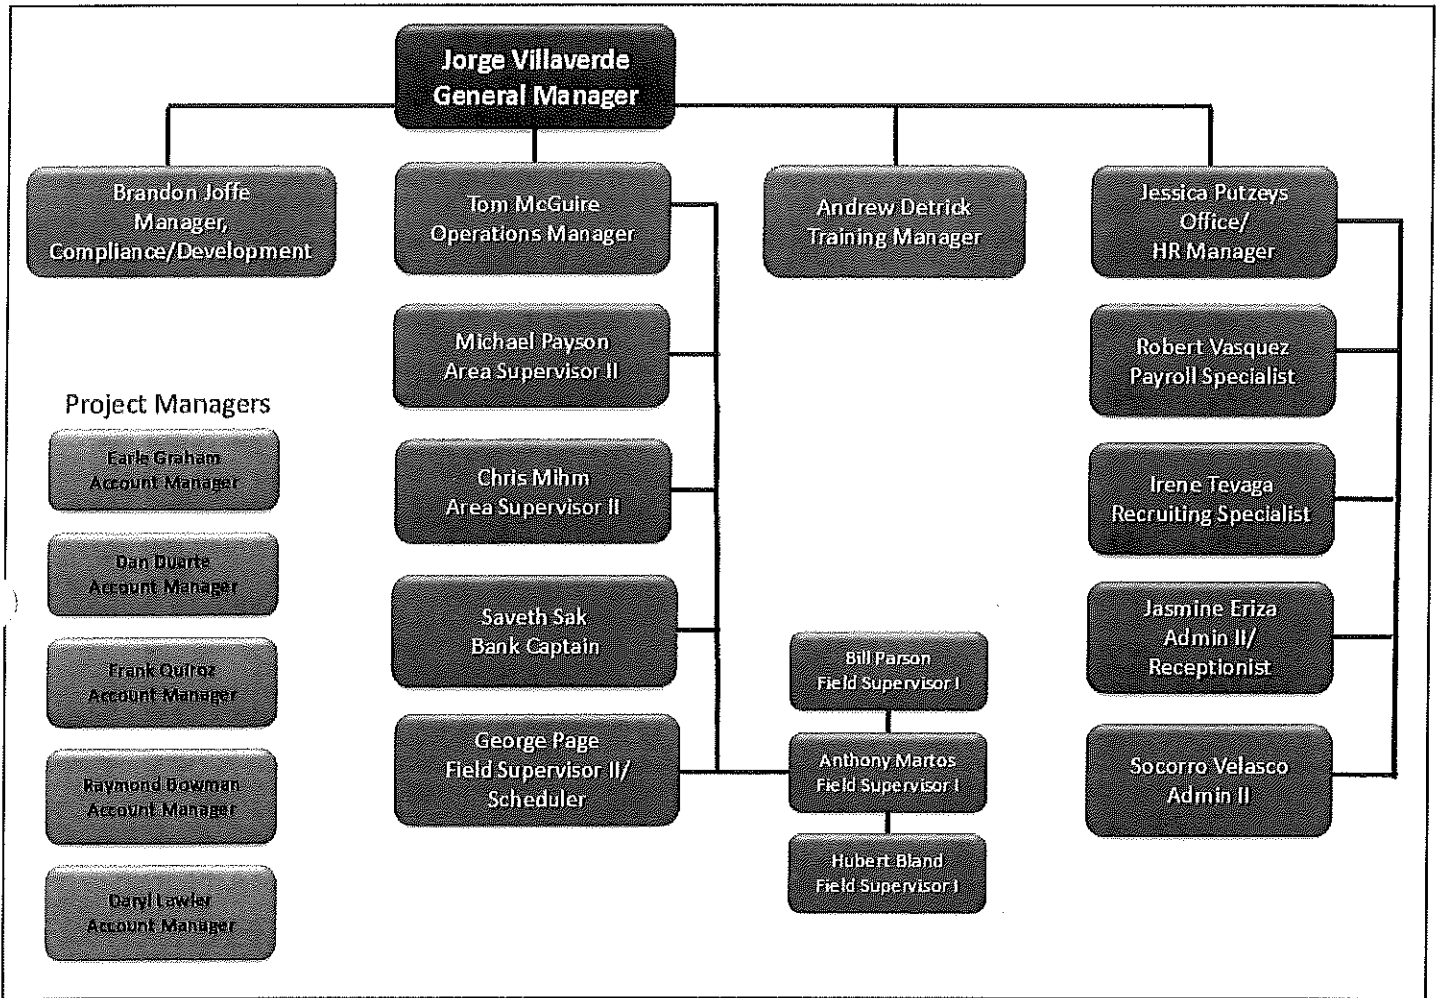 Jorge Villaverde
General Manager
Brandon Joffe
Manager,
Compliance/Development
Tom McGuire
Operations Manager
Andrew Detrick
Training Manager
Jessica Putzeys
Office/
HR Manager
Michael Payson
Area Supervisor II
Robert Vasquez
Payroll Specialist
Project Managers
Earle Graham
Account Manager
Chris Mihm
Area Supervisor II
Irene Tevaga
Recruiting Specialist
Dan Duarte
Account Manager
Saveth Sak
Bank Captain
Jasmine Eriza
Admin II/
Receptionist
Frank Quiroz
Account Manager
Bill Parson
Field Supervisor I
George Page
Field Supervisor II/
Scheduler
Anthony Martos
Field Supervisor I
Socorro Velasco
Admin II
Raymond Bowman
Account Manager
Hubert Bland
Field Supervisor I
Daryl Lawler
Account Manager